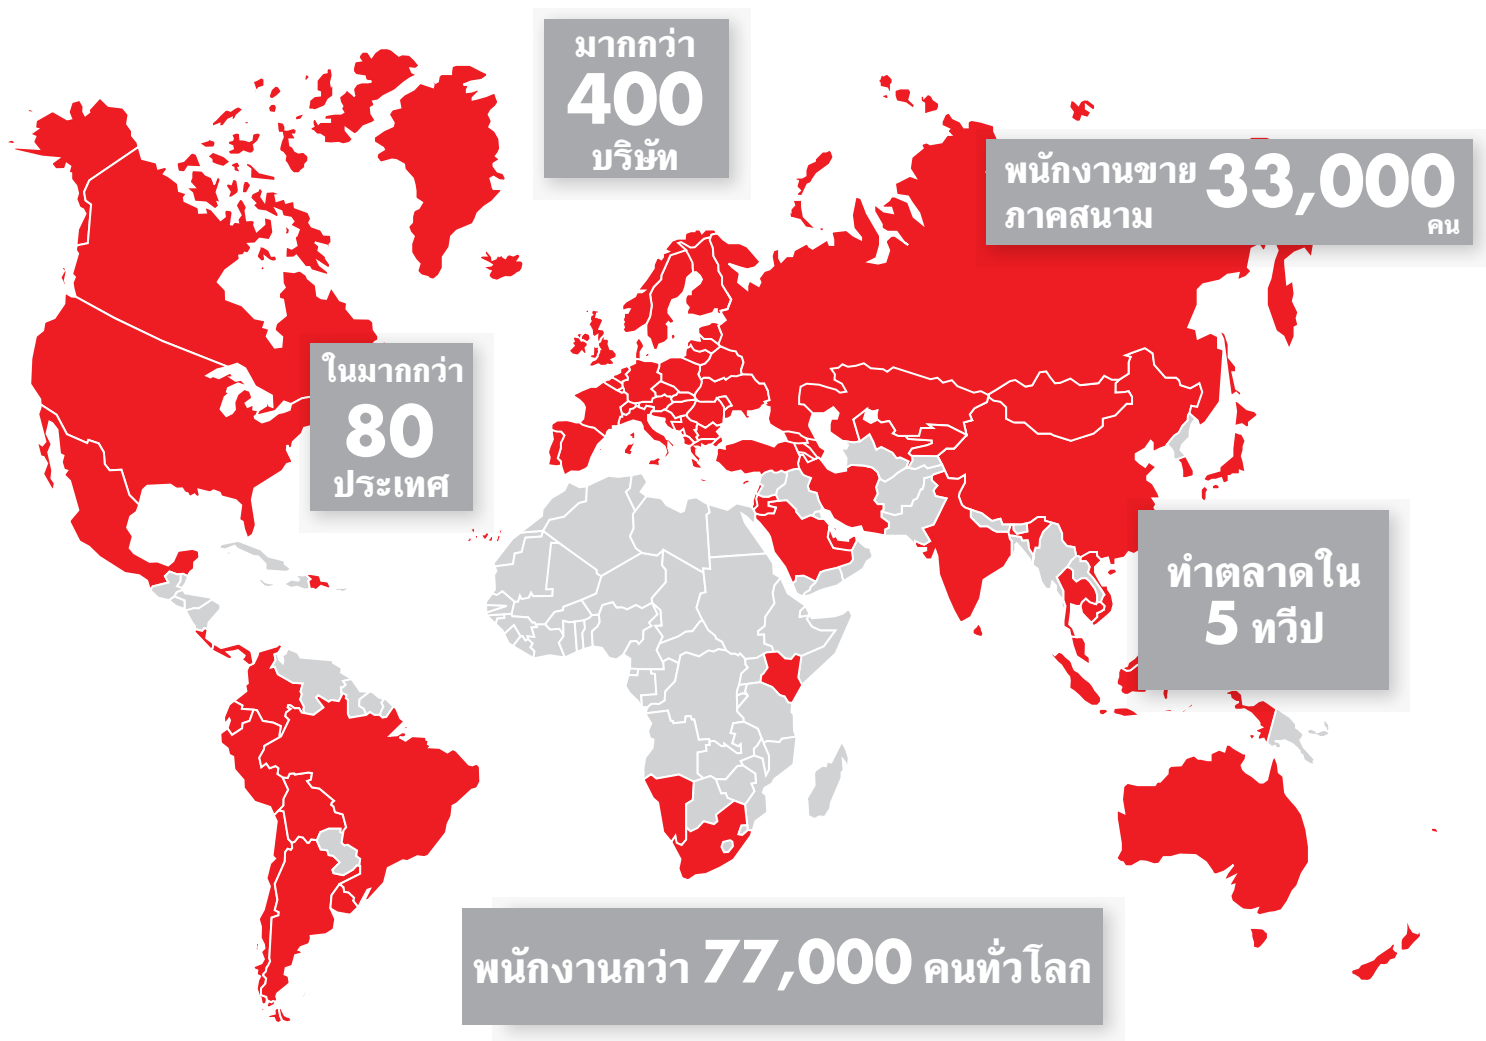 มากกว่า
400
บริษัท
พนักงานขาย 33,000
ภาคสนาม
คน
ในมากกว่า
80
ประเทศ
ทำตลาดใน
5 ทวีป
พนักงานกว่า 77,000 คนทั่วโลก